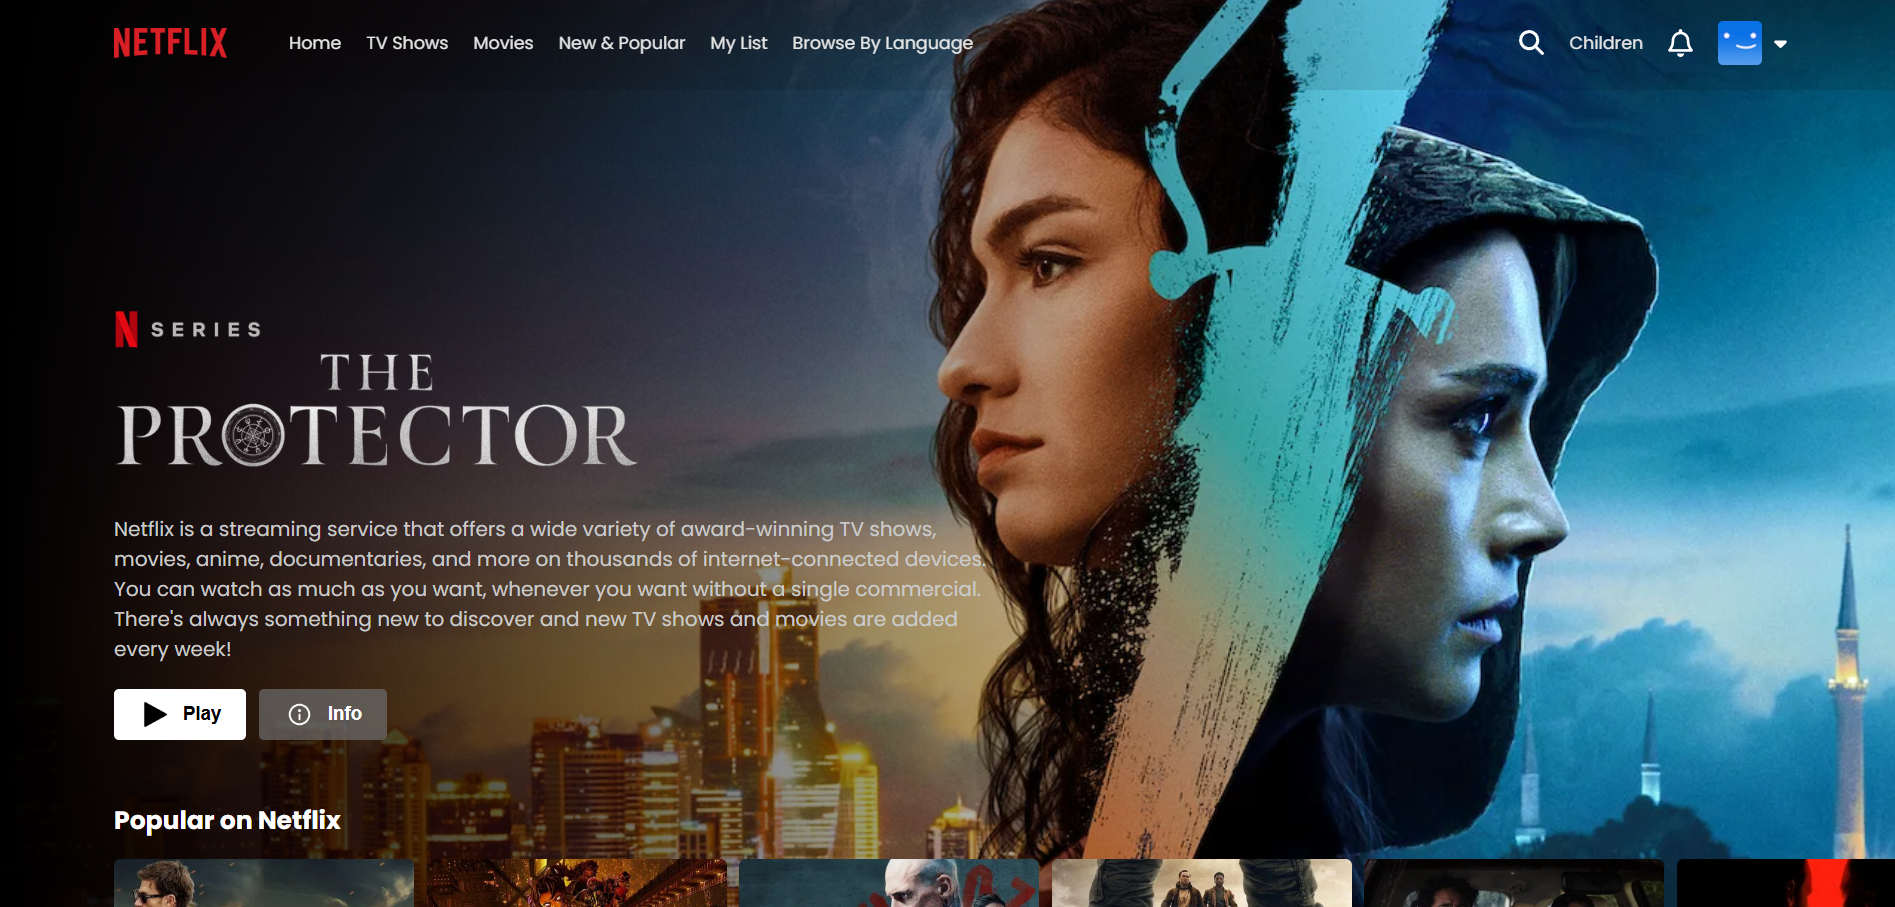 NETFLIX
Home
TV Shows
Movies
New & Popular
My List
Browse By Language
Children
N SERIES
THE
PROTECTOR
Netflix is a streaming service that offers a wide variety of award-winning TV shows,
movies, anime, documentaries, and more on thousands of internet-connected devices.
You can watch as much as you want, whenever you want without a single commercial.
There's always something new to discover and new TV shows and movies are added
every week!
Play
Info
Popular on Netflix